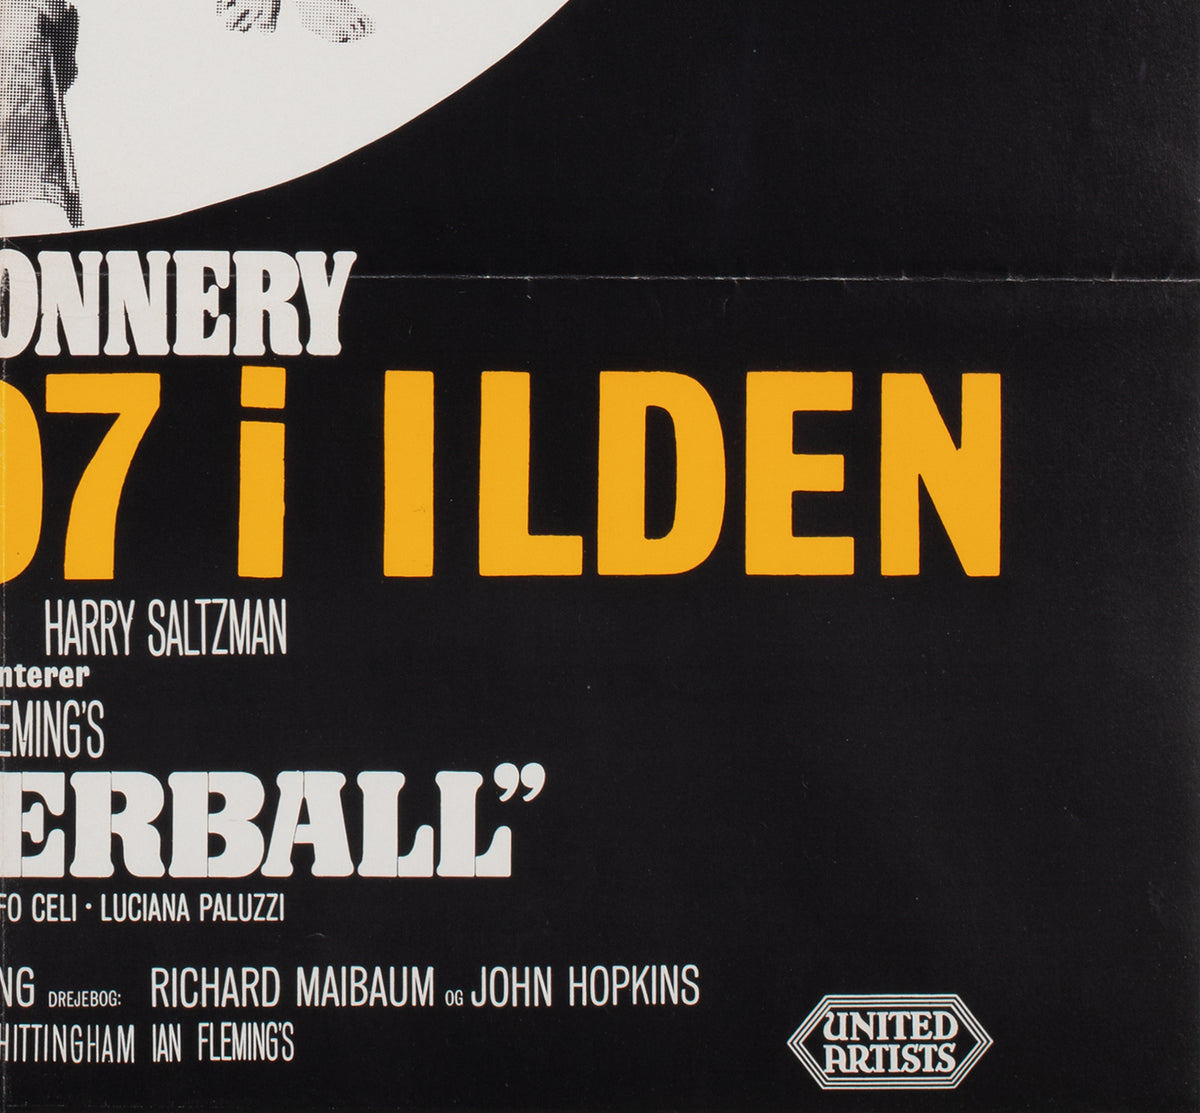 ONNERY
07 i ILDEN
HARRY SALTZMAN
nterer
EMING'S
ERBALL”
FO CELI · LUCIANA PALUZZI
NG DREJEBOG: RICHARD MAIBAUM OG JOHN HOPKINS
HITTINGHAM IAN FLEMING'S
UNITED
ARTISTS